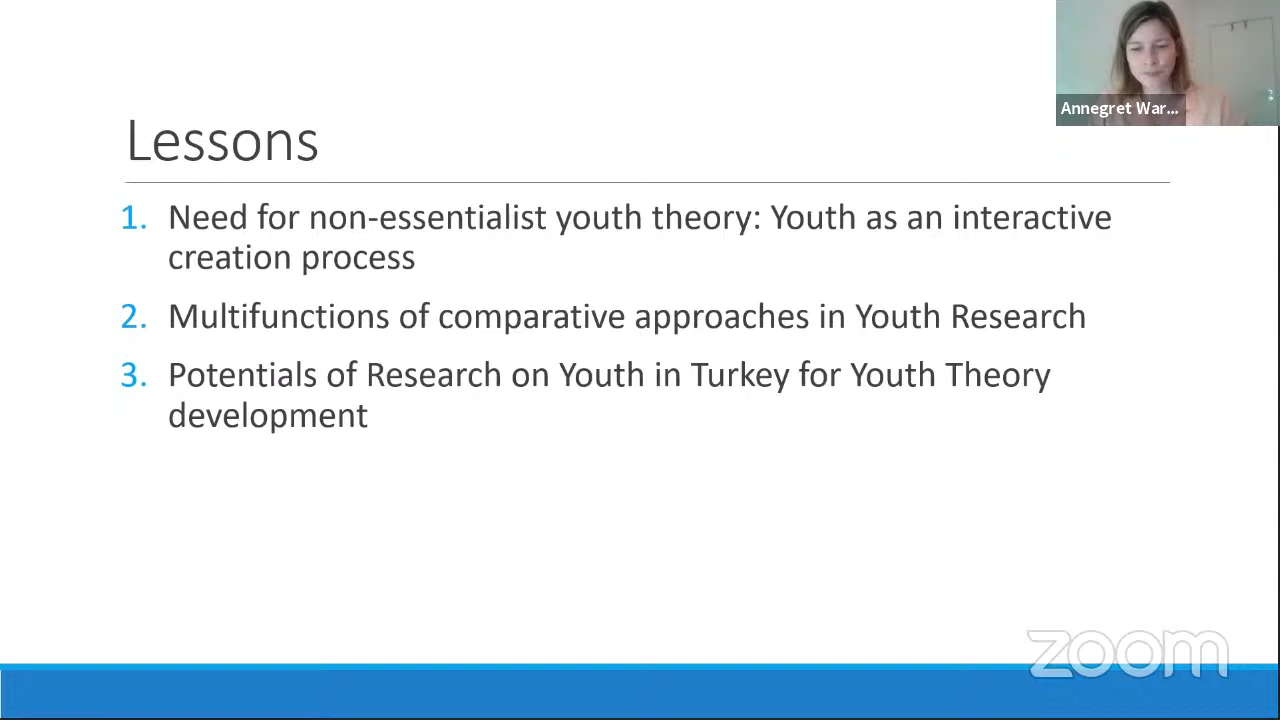 Annegret War...
Lessons
1. Need for non-essentialist youth theory: Youth as an interactive
creation process
2. Multifunctions of comparative approaches in Youth Research
3. Potentials of Research on Youth in Turkey for Youth Theory
development
zoom